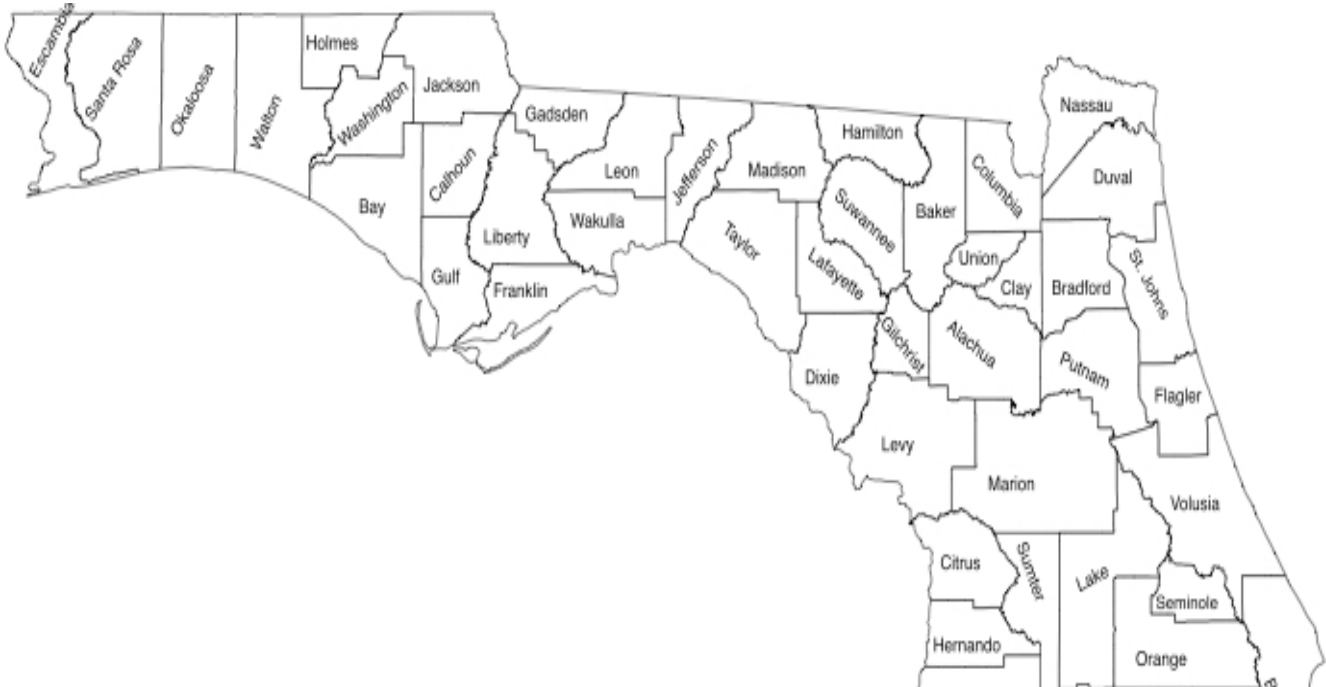 Escambia
Santa Rosa
Okaloosa
Walton
Holmes
Washington
Jackson
Bay
Calhoun
Gulf
Gadsden
Liberty
Franklin
Leon
Wakulla
Jefferson
Madison
Taylor
Hamilton
Suwannee
Lafayette
Dixie
Baker
Columbia
Union
Clay
Gilchrist
Alachua
Nassau
Duval
Bradford
St. Johns
Putnam
Flagler
Levy
Marion
Volusia
Citrus
Sumter
Lake
Seminole
Hernando
Orange